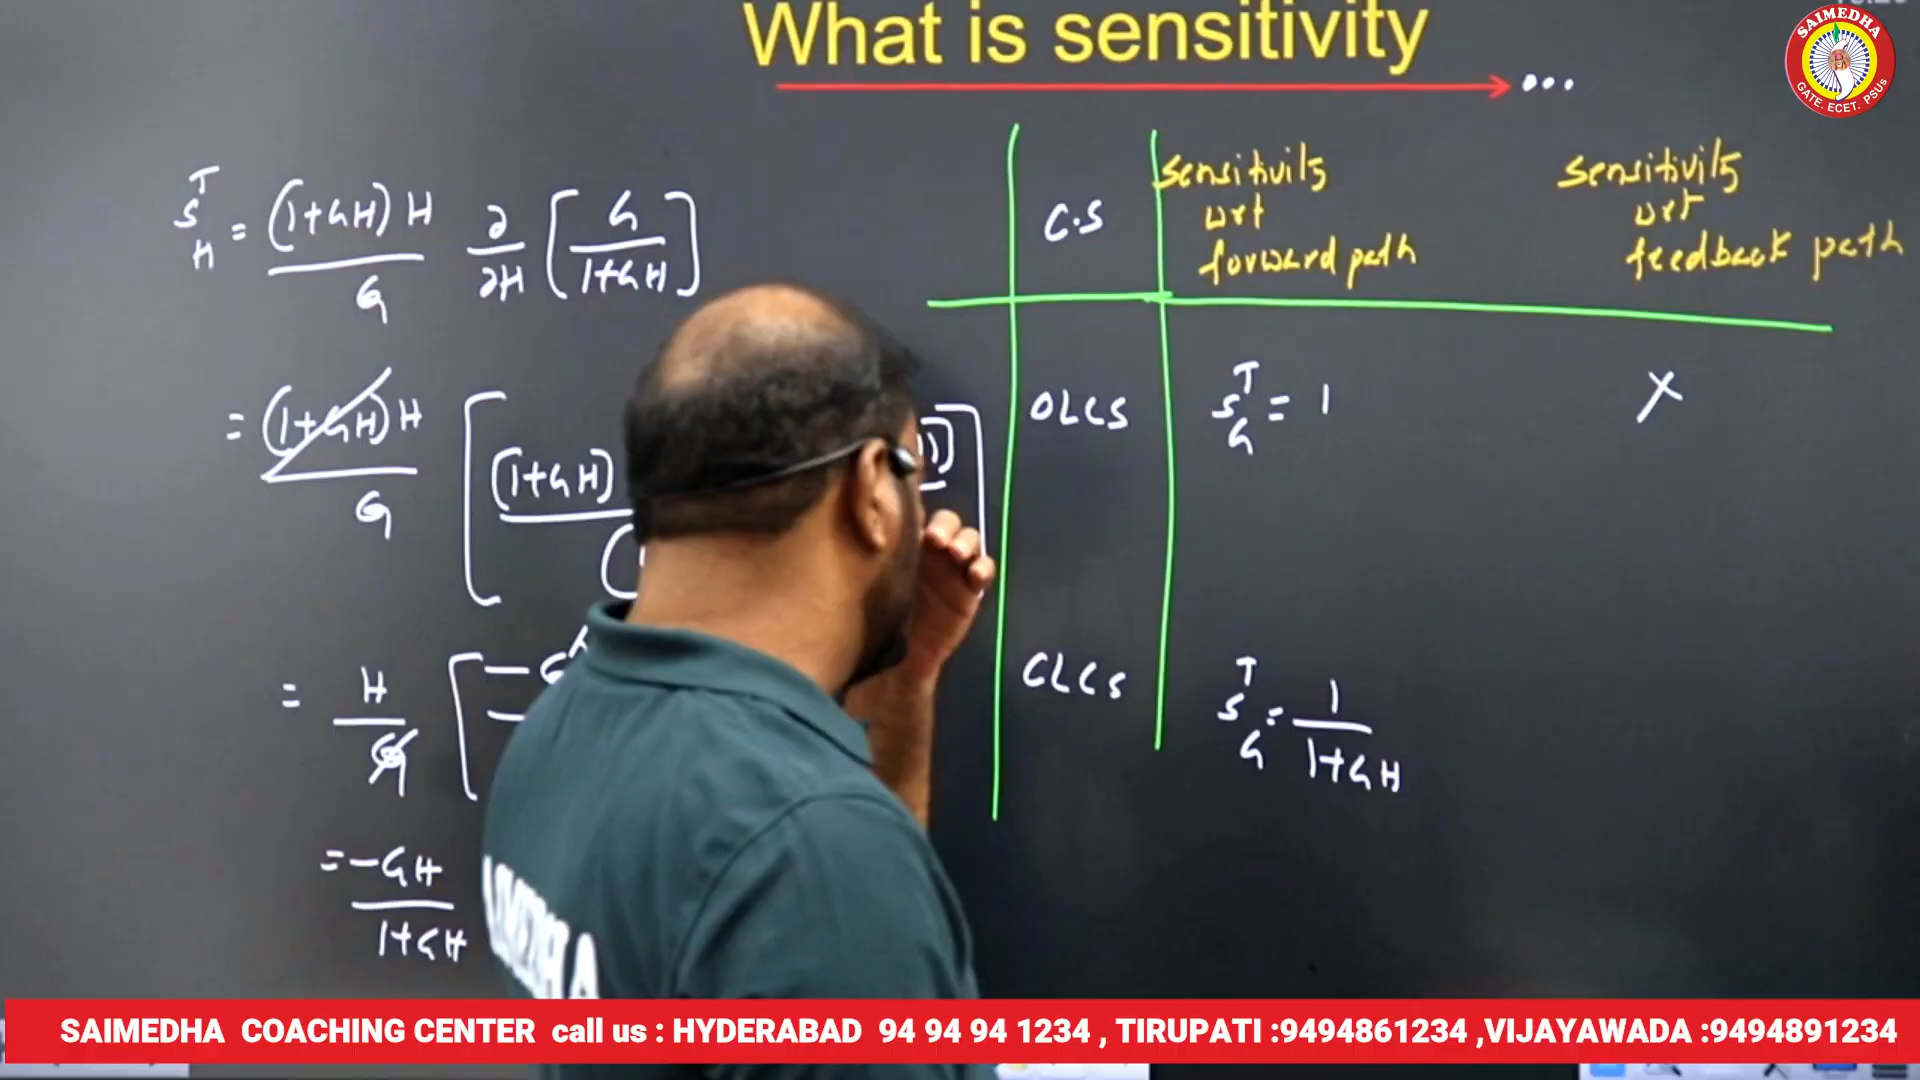 What is sensitivity
SAIMEDHA
GATE. ECET. PSUs
S^T_H = (1+GH)H / G ∂/∂H [ G / 1+GH ]
= (1+GH)H / G [ (1+GH)
= H / G [ -G
= -GH / 1+GH
C.S
sensitivity
wrt
forward path
sensitivity
wrt
feedback path
OLCS
S^T_G = 1
X
CLCS
S^T_G = 1 / 1+GH
SAIMEDHA COACHING CENTER call us : HYDERABAD 94 94 94 1234 , TIRUPATI :9494861234 ,VIJAYAWADA :9494891234